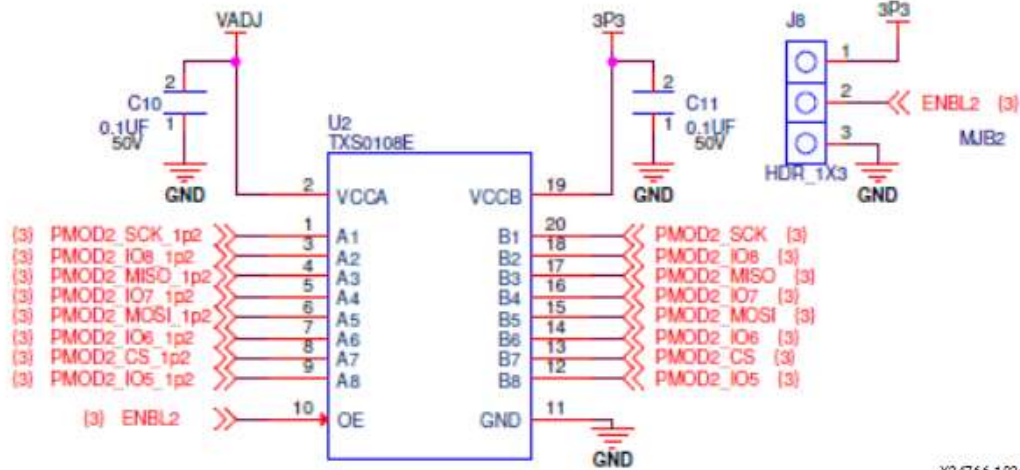 VADJ
3P3
J8
3P3
2
C10
1
0.1UF
50V
GND
2
C11
1
0.1UF
50V
GND
1
2
ENBL2 (3)
3
MJB2
HDR_1X3
GND
U2
TXS0108E
2 VCCA VCCB 19
(3) PMOD2_SCK_1p2 1 A1 B1 20 PMOD2_SCK (3)
(3) PMOD2_IO8_1p2 3 A2 B2 18 PMOD2_IO8 (3)
(3) PMOD2_MISO_1p2 4 A3 B3 17 PMOD2_MISO (3)
(3) PMOD2_IO7_1p2 5 A4 B4 16 PMOD2_IO7 (3)
(3) PMOD2_MOSI_1p2 6 A5 B5 15 PMOD2_MOSI (3)
(3) PMOD2_IO6_1p2 7 A6 B6 14 PMOD2_IO6 (3)
(3) PMOD2_CS_1p2 8 A7 B7 13 PMOD2_CS (3)
(3) PMOD2_IO5_1p2 9 A8 B8 12 PMOD2_IO5 (3)
(3) ENBL2 10 OE GND 11
GND